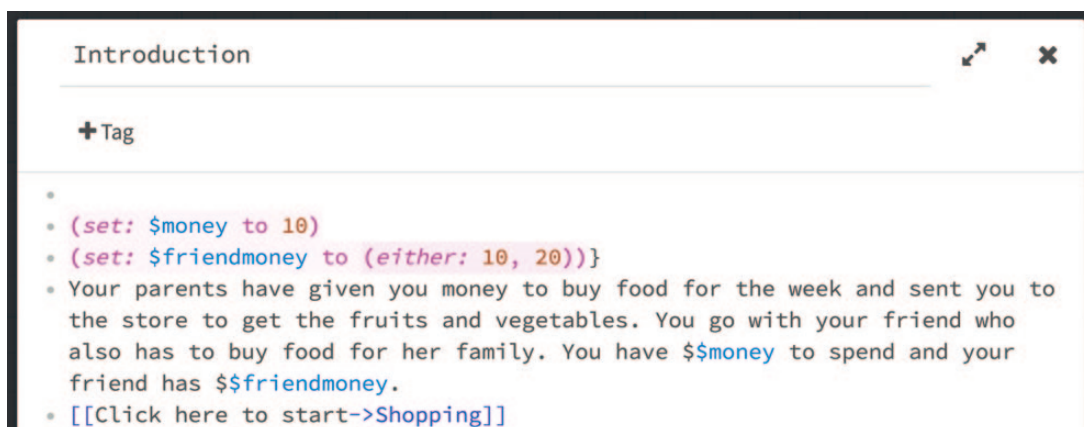 Introduction
+Tag
(set: $money to 10)
(set: $friendmoney to (either: 10, 20))}
Your parents have given you money to buy food for the week and sent you to
the store to get the fruits and vegetables. You go with your friend who
also has to buy food for her family. You have $$money to spend and your
friend has $$friendmoney.
[[Click here to start->Shopping]]